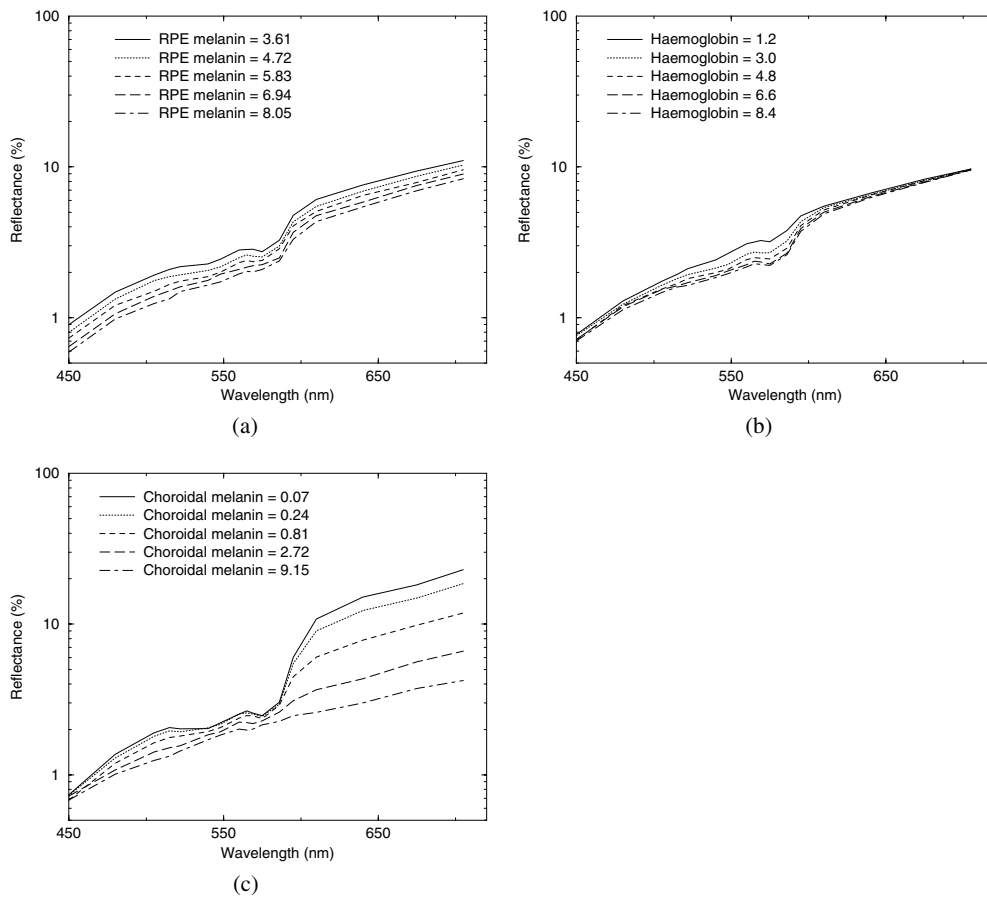 100
10
1
Reflectance (%)
RPE melanin = 3.61
RPE melanin = 4.72
RPE melanin = 5.83
RPE melanin = 6.94
RPE melanin = 8.05
450
550
650
Wavelength (nm)
(a)
100
10
1
Reflectance (%)
Haemoglobin = 1.2
Haemoglobin = 3.0
Haemoglobin = 4.8
Haemoglobin = 6.6
Haemoglobin = 8.4
450
550
650
Wavelength (nm)
(b)
100
10
1
Reflectance (%)
Choroidal melanin = 0.07
Choroidal melanin = 0.24
Choroidal melanin = 0.81
Choroidal melanin = 2.72
Choroidal melanin = 9.15
450
550
650
Wavelength (nm)
(c)